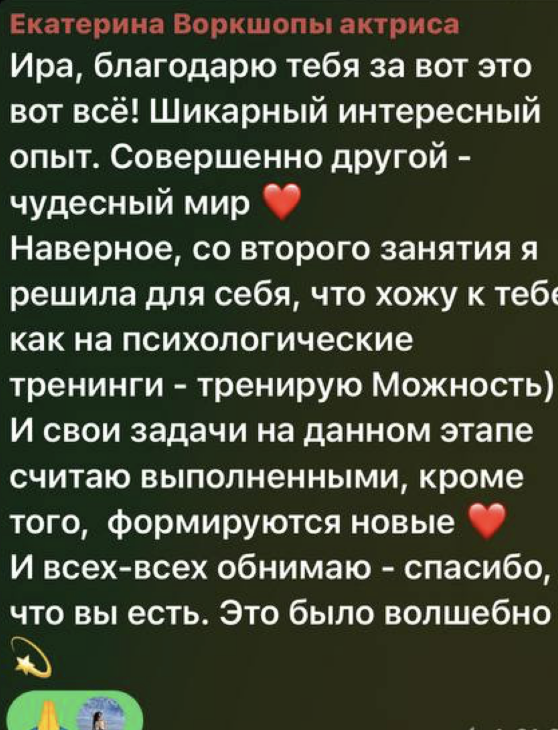 Екатерина Воркшопы актриса
Ира, благодарю тебя за вот это
вот всё! Шикарный интересный
опыт. Совершенно другой -
чудесный мир ❤️
Наверное, со второго занятия я
решила для себя, что хожу к тебе
как на психологические
тренинги - тренирую Можность)
И свои задачи на данном этапе
считаю выполненными, кроме
того, формируются новые ❤️
И всех-всех обнимаю - спасибо,
что вы есть. Это было волшебно
💫